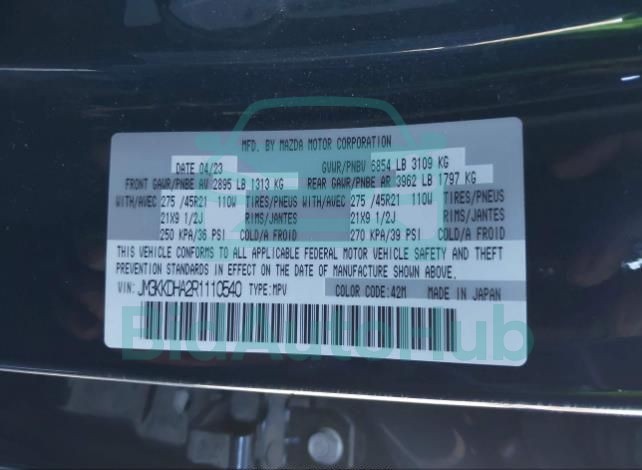 MFD. BY MAZDA MOTOR CORPORATION
DATE 04/23 GVWR/PNBV 6854 LB 3109 KG
FRONT GAWR/PNBE AV 2895 LB 1313 KG REAR GAWR/PNBE AR 3962 LB 1797 KG
WITH/AVEC 275 /45R21 110W TIRES/PNEUS WITH/AVEC 275 /45R21 110W TIRES/PNEUS
21X9 1/2J RIMS/JANTES 21X9 1/2J RIMS/JANTES
250 KPA/36 PSI COLD/A FROID 270 KPA/39 PSI COLD/A FROID
THIS VEHICLE CONFORMS TO ALL APPLICABLE FEDERAL MOTOR VEHICLE SAFETY AND THEFT
PREVENTION STANDARDS IN EFFECT ON THE DATE OF MANUFACTURE SHOWN ABOVE.
VIN: JM3KKDHA2R1110540 TYPE:MPV COLOR CODE:42M MADE IN JAPAN
BidAutoHub